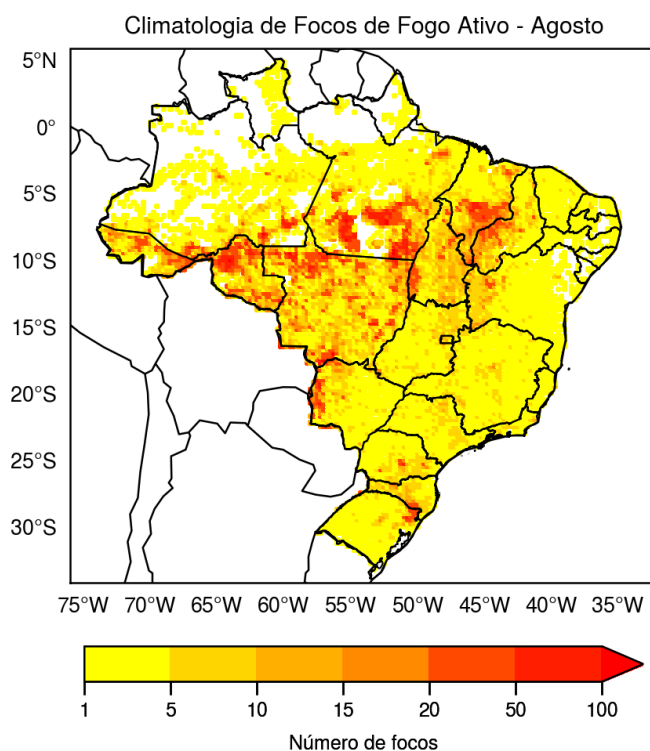 Climatologia de Focos de Fogo Ativo - Agosto
5°N
0°
5°S
10°S
15°S
20°S
25°S
30°S
75°W 70°W 65°W 60°W 55°W 50°W 45°W 40°W 35°W
1 5 10 15 20 50 100
Número de focos